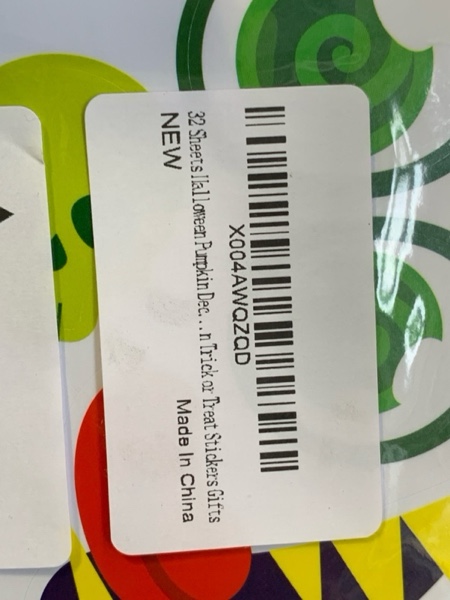 X004AWQZQD
32 Sheets Halloween Pumpkin Dec...n Trick or Treat Stickers Gifts
NEW
Made In China